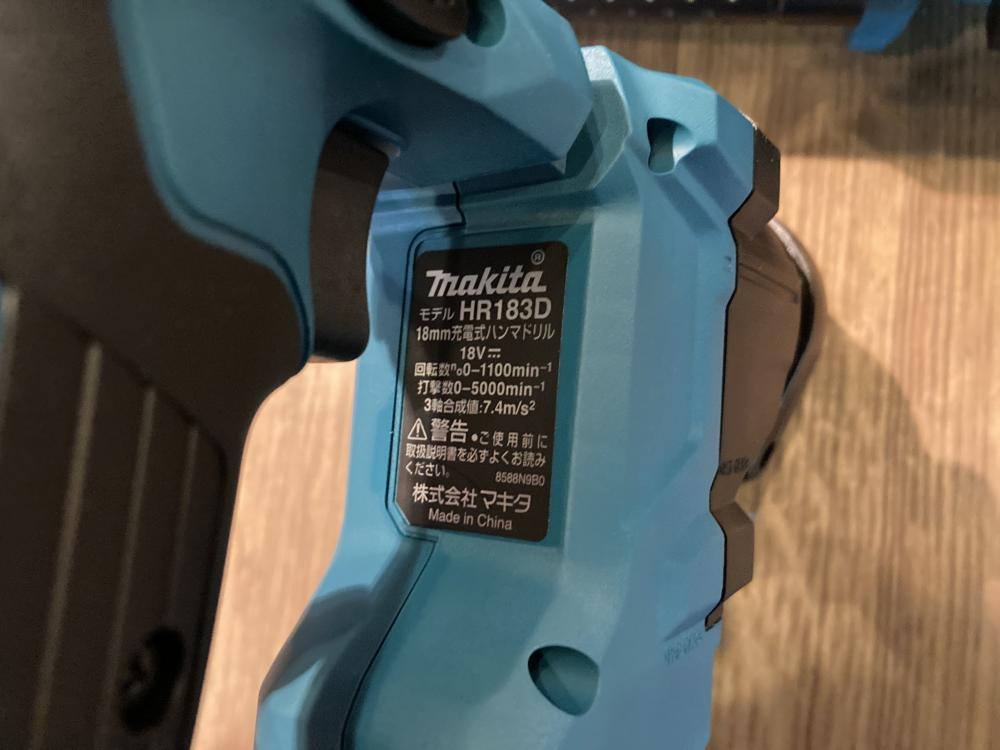 makita®
モデル HR183D
18mm充電式ハンマドリル
18V⎓
回転数n₀0-1100min⁻¹
打撃数0-5000min⁻¹
3軸合成値:7.4m/s²
⚠警告 ●ご使用前に
取扱説明書を必ずよくお読み
ください。
8588N9B0
株式会社マキタ
Made in China